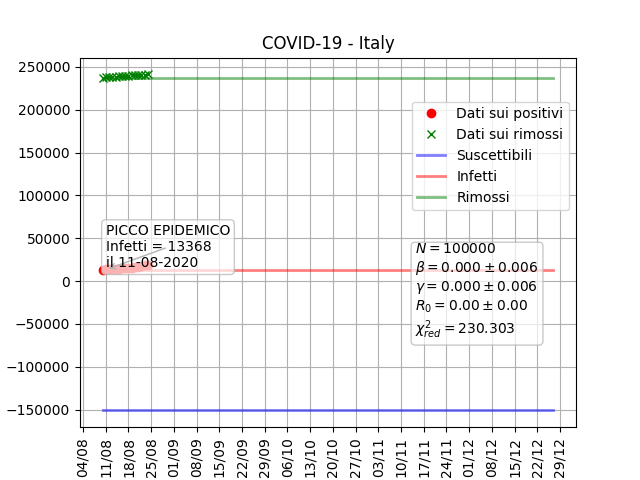 COVID-19 - Italy
250000
200000
150000
100000
50000
0
−50000
−100000
−150000
Dati sui positivi
Dati sui rimossi
Suscettibili
Infetti
Rimossi
PICCO EPIDEMICO
Infetti = 13368
il 11-08-2020
N = 100000
β = 0.000 ± 0.006
γ = 0.000 ± 0.006
R₀ = 0.00 ± 0.00
χ²_red = 230.303
04/08
11/08
18/08
25/08
01/09
08/09
15/09
22/09
29/09
06/10
13/10
20/10
27/10
03/11
10/11
17/11
24/11
01/12
08/12
15/12
22/12
29/12